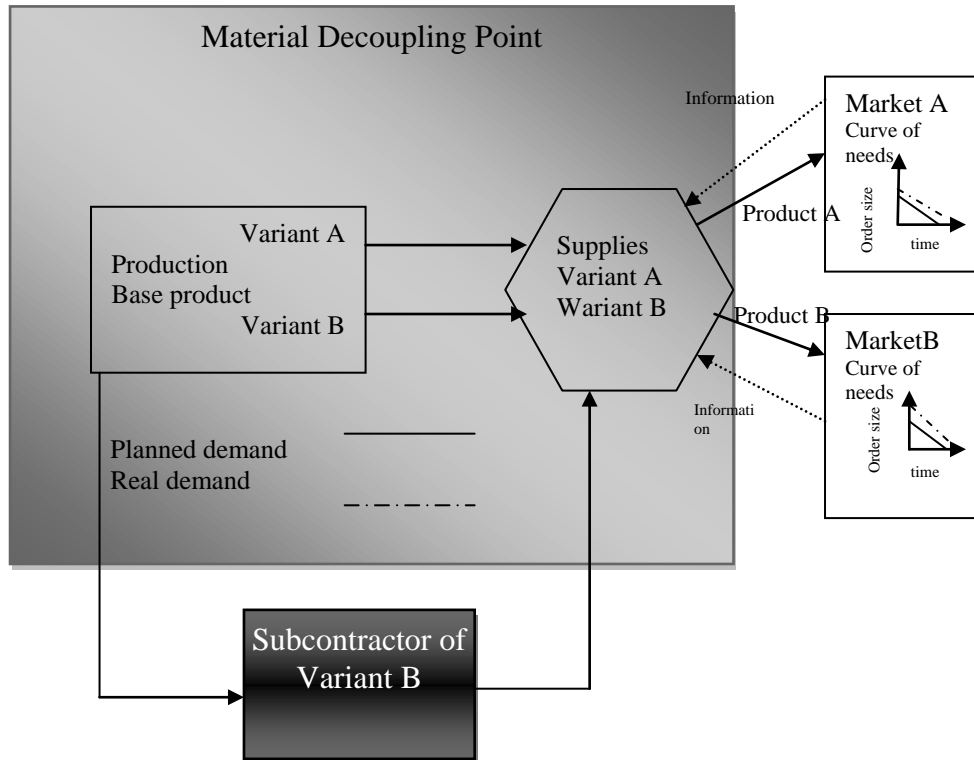 Material Decoupling Point
Information
Market A
Curve of
needs
Order size
time
Product A
Variant A
Production
Base product
Variant B
Supplies
Variant A
Wariant B
Product B
MarketB
Curve of
needs
Order size
time
Informati
on
Planned demand
Real demand
Subcontractor of
Variant B